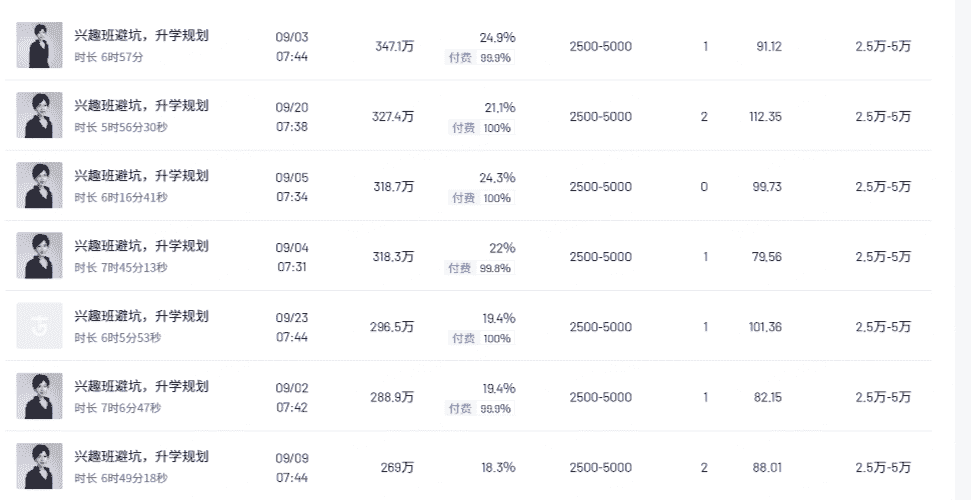 兴趣班避坑，升学规划 09/03 347.1万 24.9% 2500-5000 1 91.12 2.5万-5万
时长 6时57分 07:44 付费 99.9%
兴趣班避坑，升学规划 09/20 327.4万 21.1% 2500-5000 2 112.35 2.5万-5万
时长 5时56分30秒 07:38 付费 100%
兴趣班避坑，升学规划 09/05 318.7万 24.3% 2500-5000 0 99.73 2.5万-5万
时长 6时16分41秒 07:34 付费 100%
兴趣班避坑，升学规划 09/04 318.3万 22% 2500-5000 1 79.56 2.5万-5万
时长 7时45分13秒 07:31 付费 99.8%
兴趣班避坑，升学规划 09/23 296.5万 19.4% 2500-5000 1 101.36 2.5万-5万
时长 6时5分53秒 07:44 付费 100%
兴趣班避坑，升学规划 09/02 288.9万 19.4% 2500-5000 1 82.15 2.5万-5万
时长 7时6分47秒 07:42 付费 99.9%
兴趣班避坑，升学规划 09/09 269万 18.3% 2500-5000 2 88.01 2.5万-5万
时长 6时49分18秒 07:44